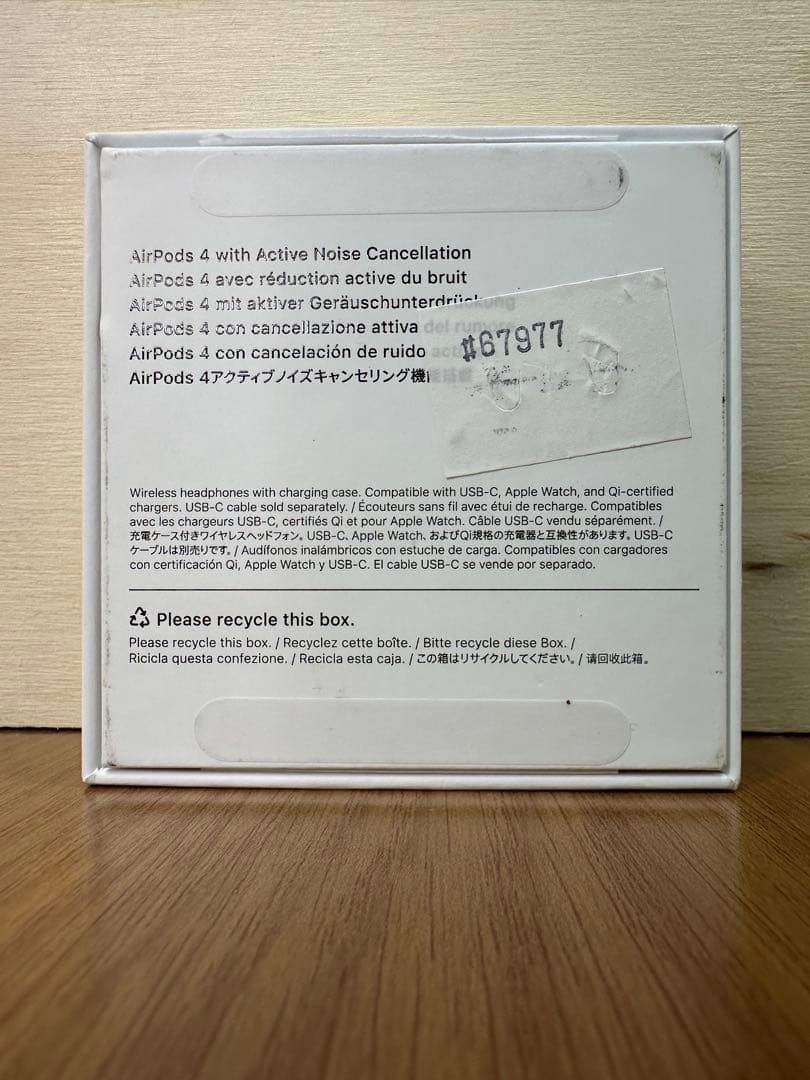 AirPods 4 with Active Noise Cancellation
AirPods 4 avec réduction active du bruit
AirPods 4 mit aktiver Geräuschunterdrückung
AirPods 4 con cancellazione attiva del
AirPods 4 con cancelación de ruido
AirPods 4アクティブノイズキャンセリング機
#67977
Wireless headphones with charging case. Compatible with USB-C, Apple Watch, and Qi-certified
chargers. USB-C cable sold separately. / Écouteurs sans fil avec étui de recharge. Compatibles
avec les chargeurs USB-C, certifiés Qi et pour Apple Watch. Câble USB-C vendu séparément. /
充電ケース付きワイヤレスヘッドフォン。USB-C、Apple Watch、およびQi規格の充電器と互換性があります。USB-C
ケーブルは別売りです。/ Audífonos inalámbricos con estuche de carga. Compatibles con cargadores
con certificación Qi, Apple Watch y USB-C. El cable USB-C se vende por separado.
Please recycle this box.
Please recycle this box. / Recyclez cette boîte. / Bitte recycle diese Box. /
Ricicla questa confezione. / Recicla esta caja. / この箱はリサイクルしてください。/ 请回收此箱。